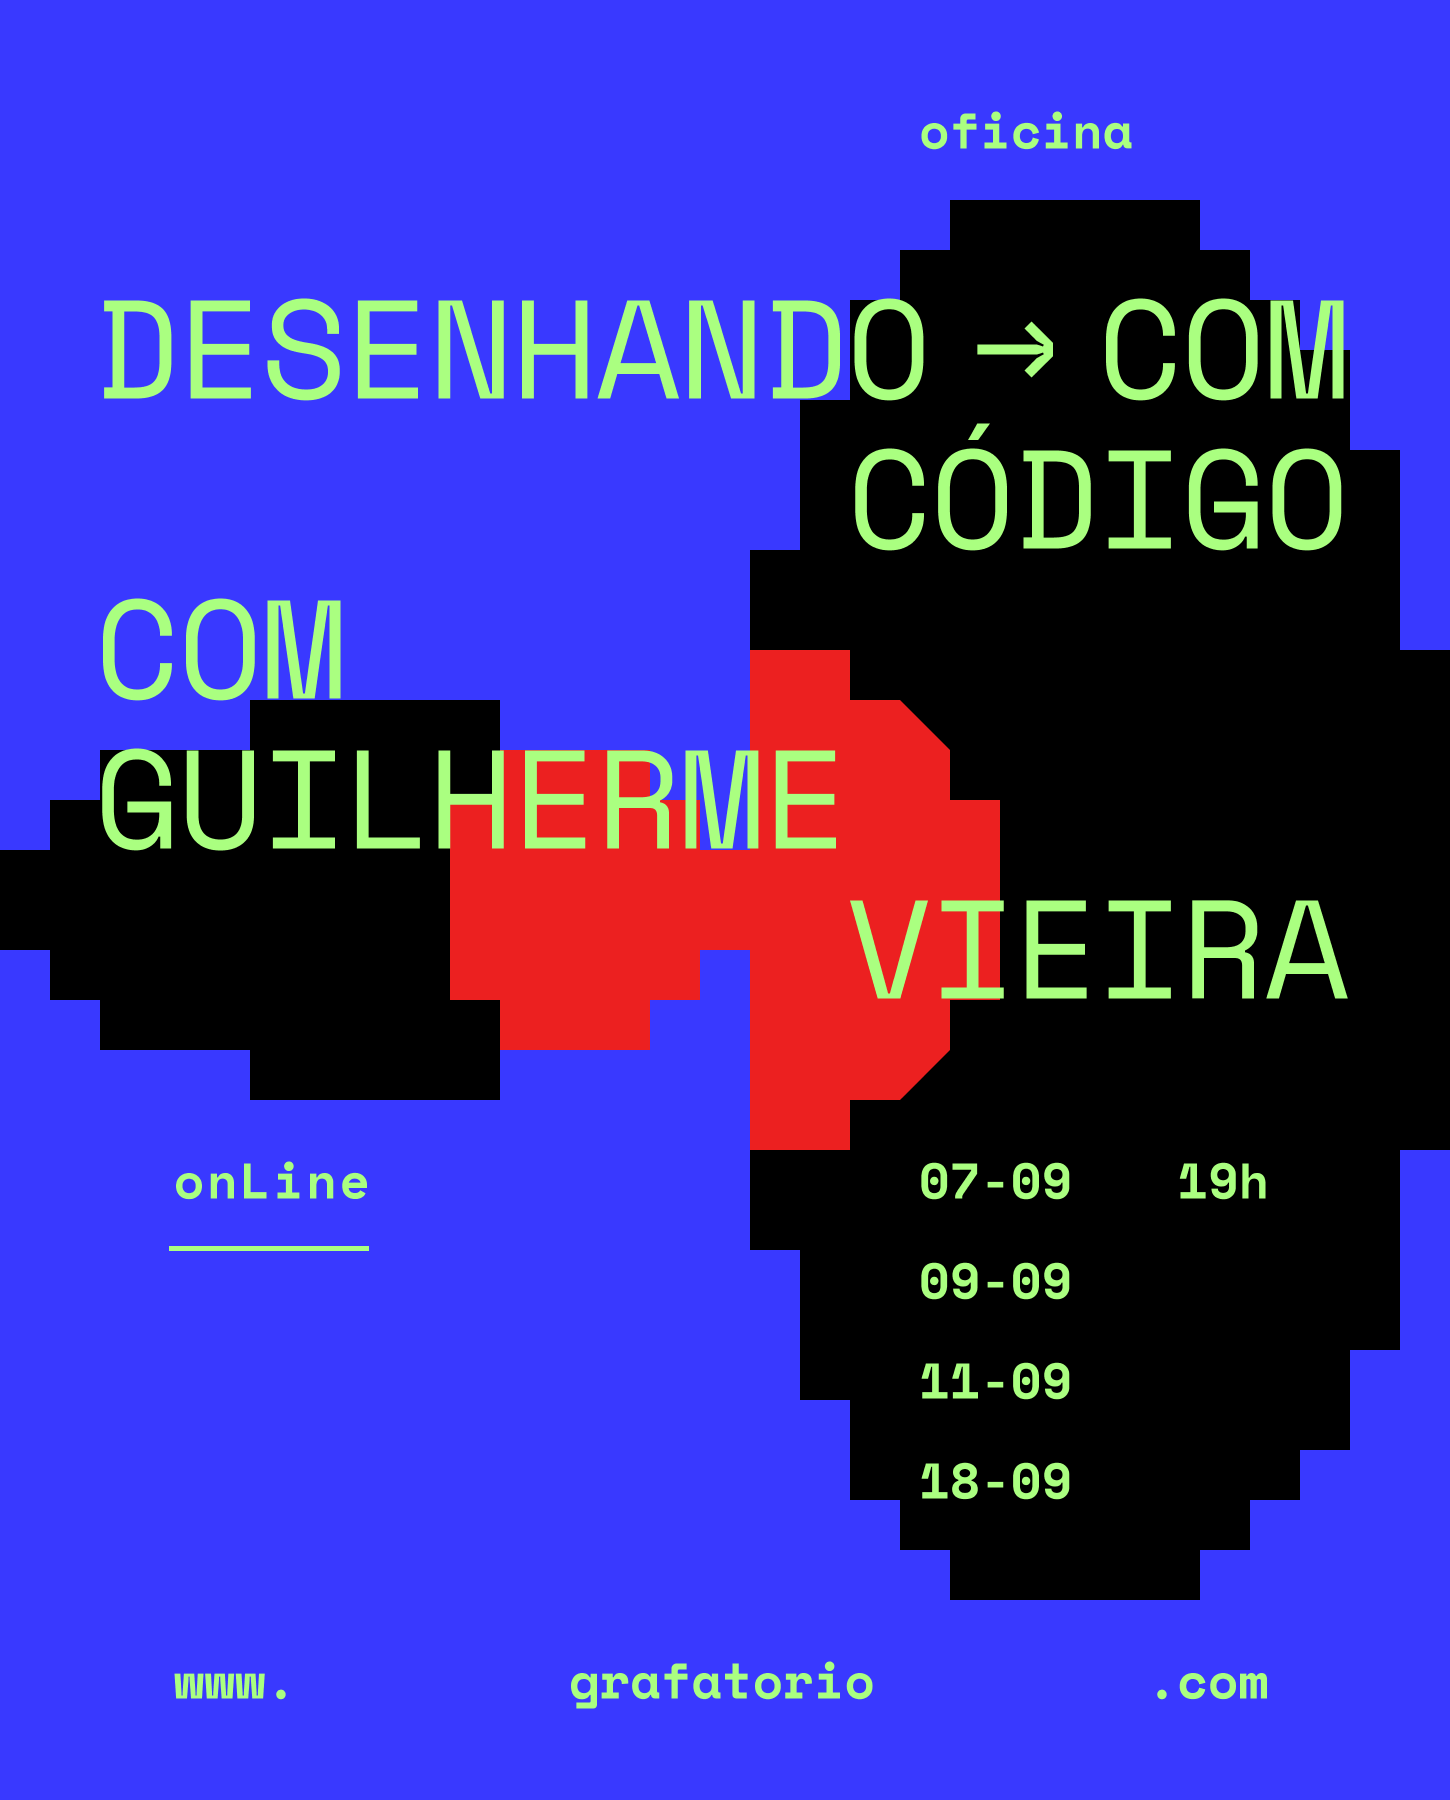 oficina
DESENHANDO → COM
CÓDIGO
COM
GUILHERME
VIEIRA
onLine 07-09 19h
09-09
11-09
18-09
www. grafatorio .com